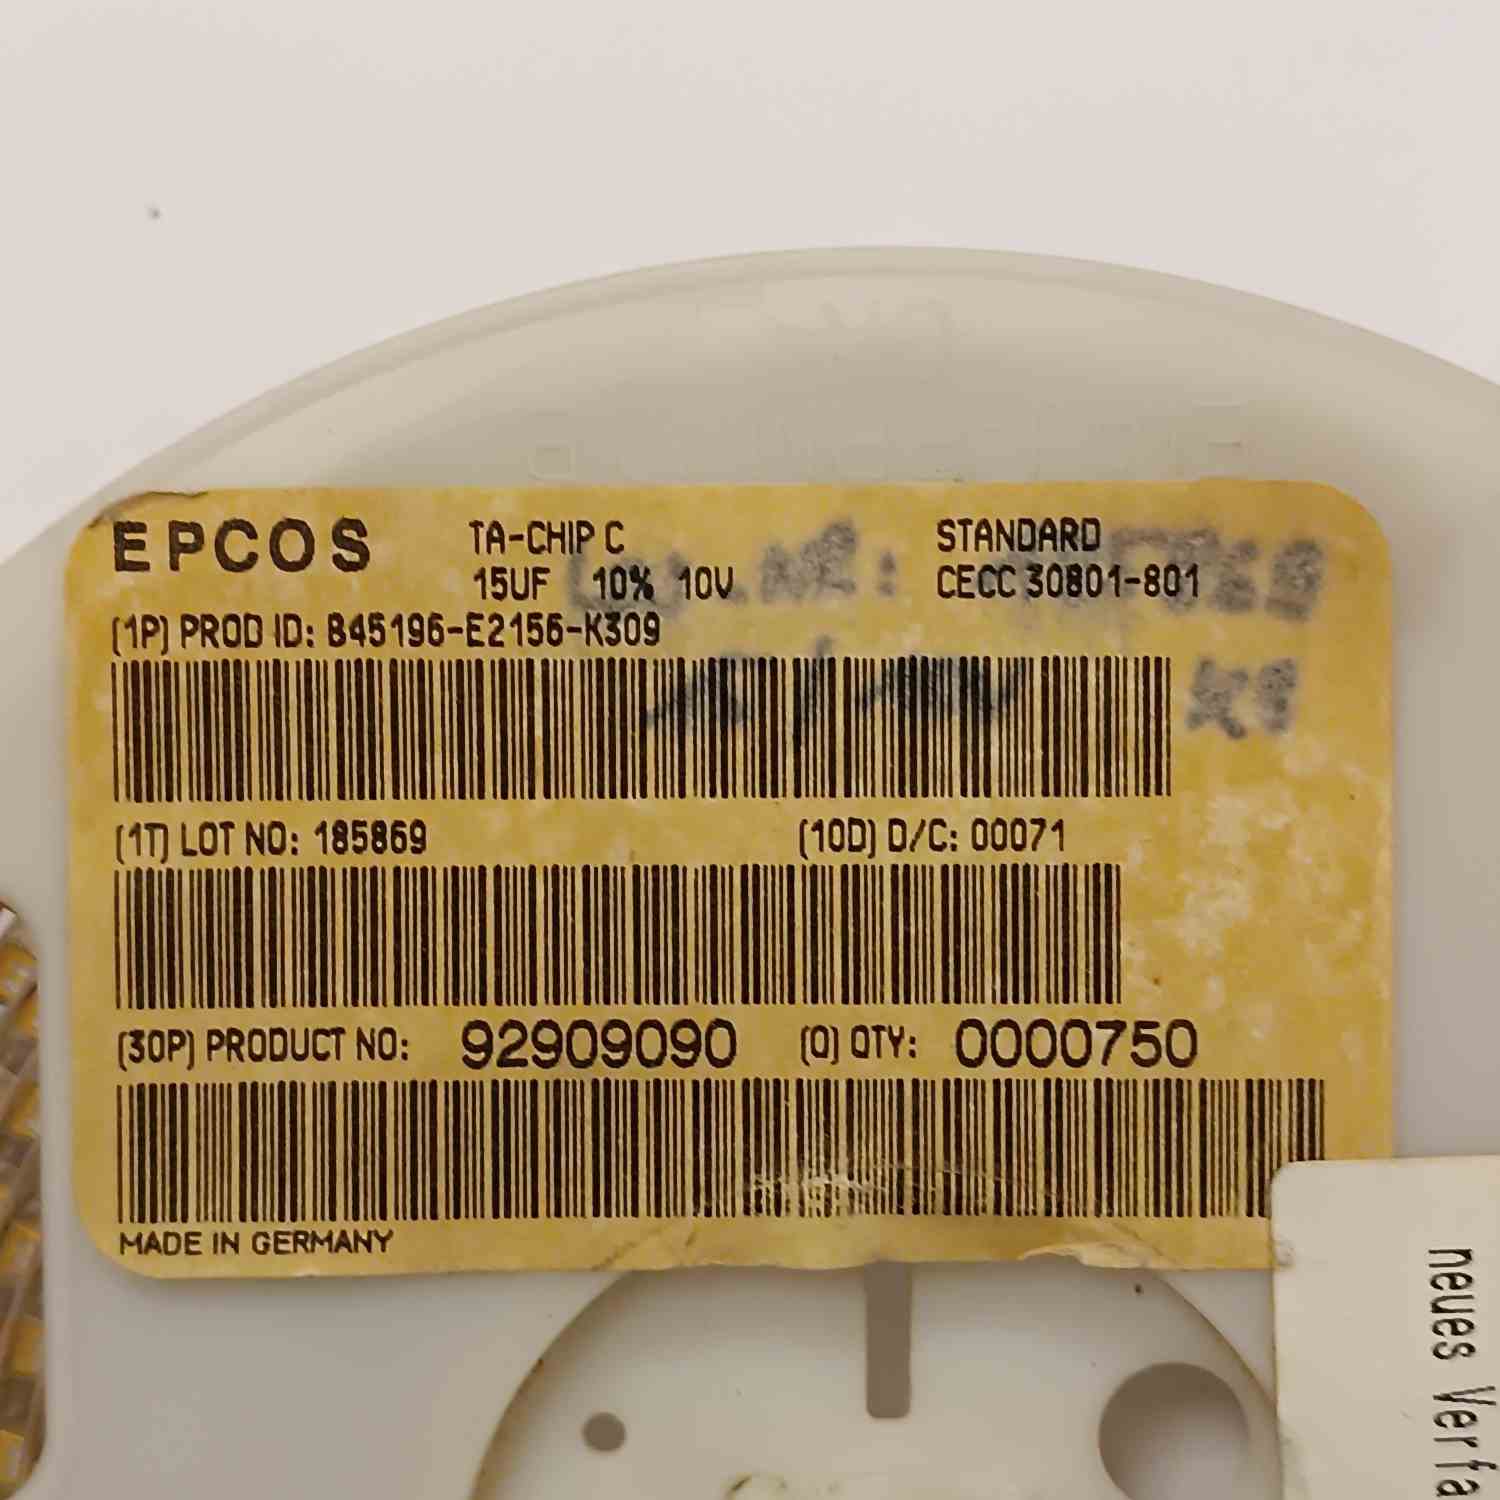 EPCOS
TA-CHIP C
15UF 10% 10V
STANDARD
CECC 30801-801
(1P) PROD ID: B45196-E2156-K309
(1T) LOT NO: 185869 (10D) D/C: 00071
(30P) PRODUCT NO: 92909090 (Q) QTY: 0000750
MADE IN GERMANY
neues